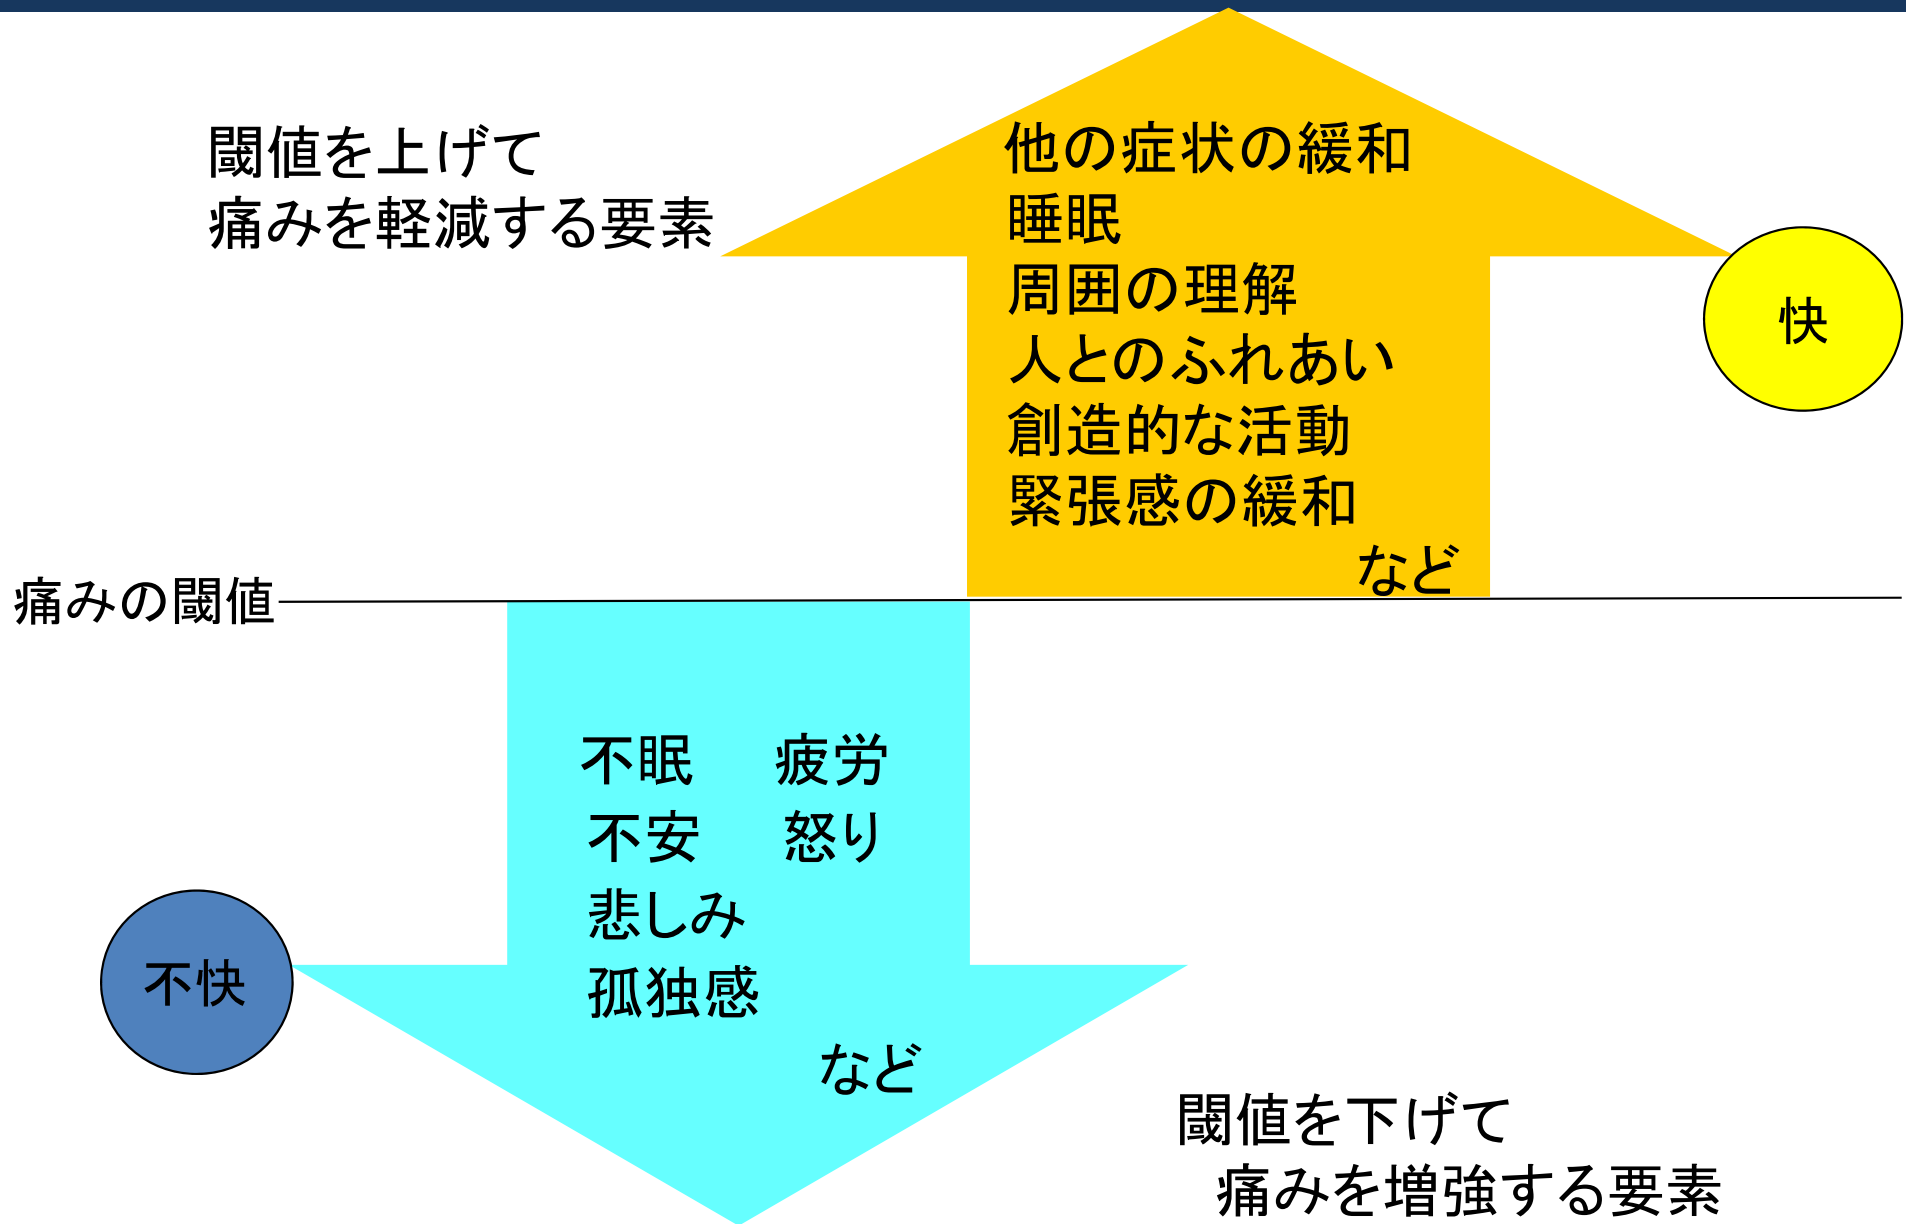 閾値を上げて
痛みを軽減する要素
他の症状の緩和
睡眠
周囲の理解
人とのふれあい
創造的な活動
緊張感の緩和
など
快
痛みの閾値
不眠 疲労
不安 怒り
悲しみ
孤独感
など
不快
閾値を下げて
痛みを増強する要素